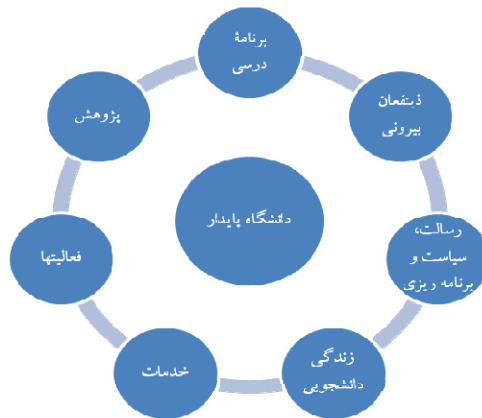 برنامهٔ
درسی
ذینفعان
بیرونی
رسالت،
سیاست و
برنامه ریزی
زندگی
دانشجویی
خدمات
فعالیتها
پژوهش
دانشگاه پایدار